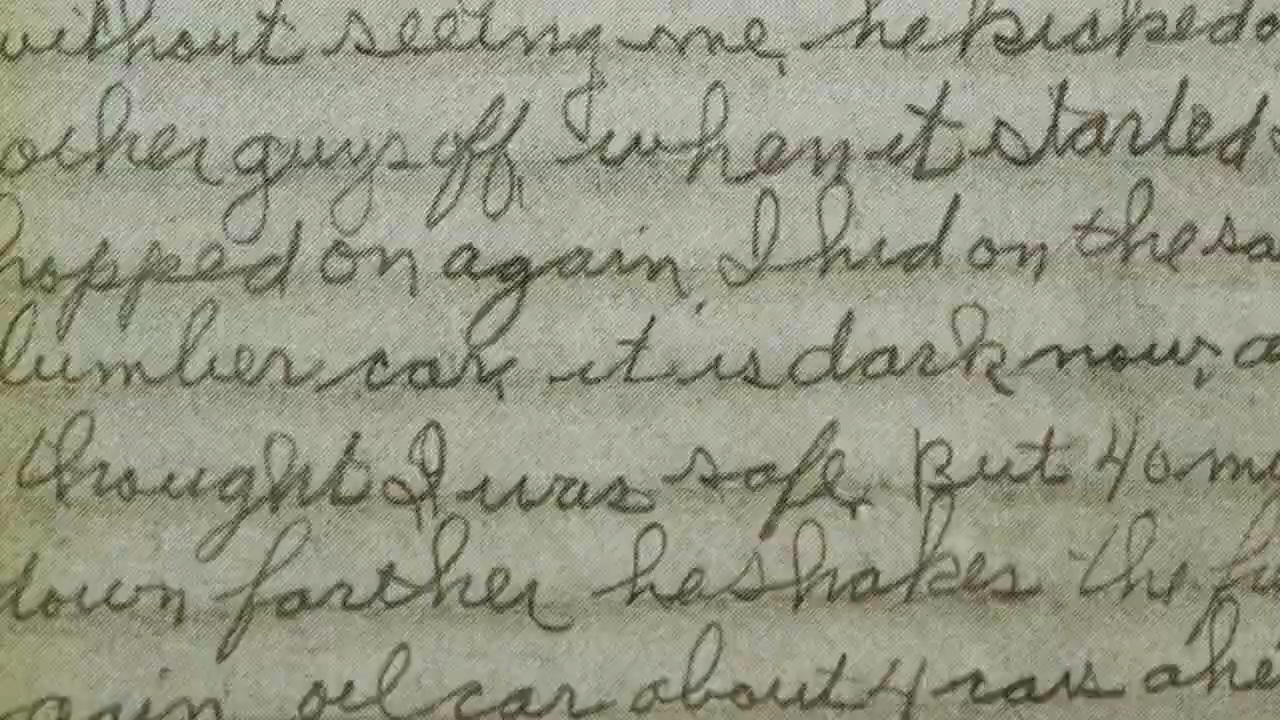 without seeing me, he kicked
other guys off, when it started
hopped on again, I hid on the sa
lumber car, it is dark now, a
thought I was safe. But 40 mi
down farther he shakes the
again oil car about 4 cars ahe